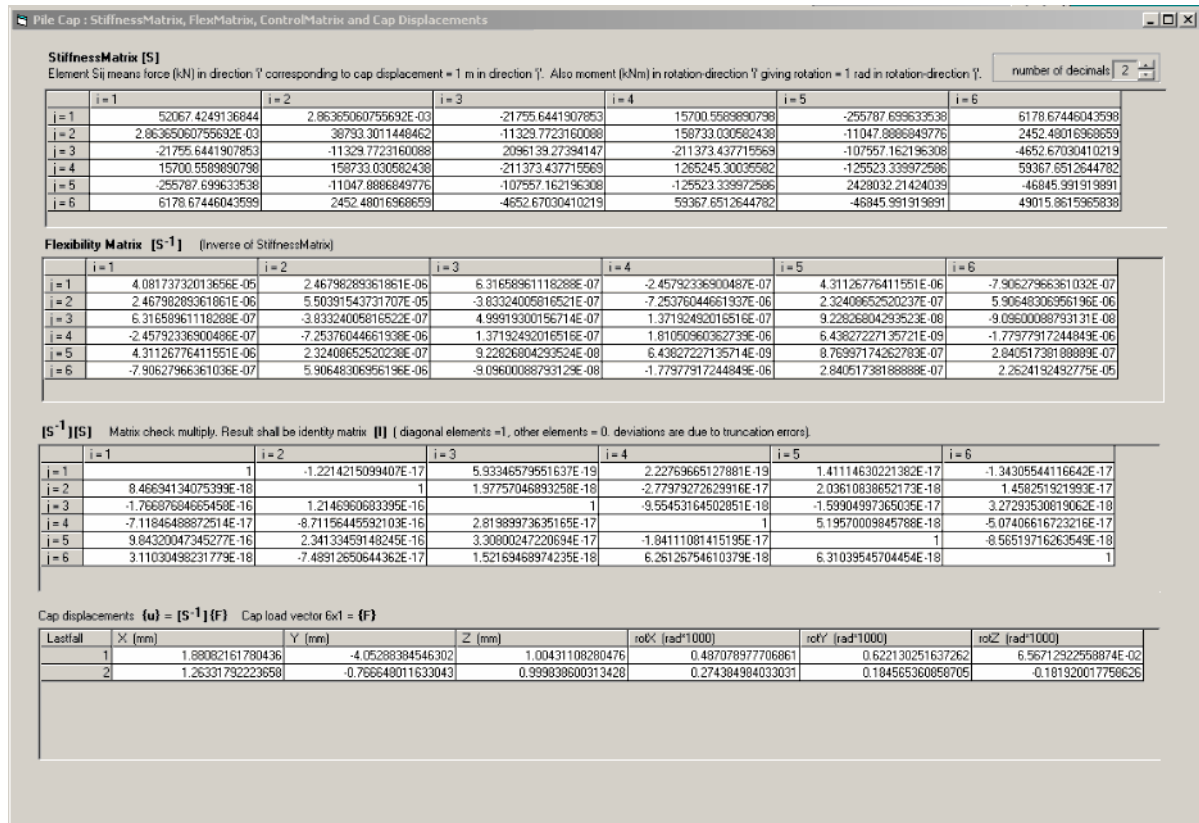 Pile Cap : StiffnessMatrix, FlexMatrix, ControlMatrix and Cap Displacements
StiffnessMatrix [S]
Element Sij means force (kN) in direction 'i' corresponding to cap displacement = 1 m in direction 'j'. Also moment (kNm) in rotation-direction 'i' giving rotation = 1 rad in rotation-direction 'j'.
number of decimals 2
i = 1 i = 2 i = 3 i = 4 i = 5 i = 6
j = 1 52067.4249136844 2.86365060755692E-03 -21755.6441907853 15700.5589890798 -255787.699633538 6178.67446043598
j = 2 2.86365060755692E-03 38793.3011448462 -11329.7723160088 158733.030582438 -11047.8886849776 2452.48016968659
j = 3 -21755.6441907853 -11329.7723160088 2096139.27394147 -211373.437715569 -107557.162196308 -4652.67030410219
j = 4 15700.5589890798 158733.030582438 -211373.437715569 1265245.30035582 -125523.339972586 59367.6512644782
j = 5 -255787.699633538 -11047.8886849776 -107557.162196308 -125523.339972586 2428032.21424039 -46845.991919891
j = 6 6178.67446043599 2452.48016968659 -4652.67030410219 59367.6512644782 -46845.991919891 49015.8615965838
Flexibility Matrix [S-1] (Inverse of StiffnessMatrix)
i = 1 i = 2 i = 3 i = 4 i = 5 i = 6
j = 1 4.08173732013656E-05 2.46798289361861E-06 6.31658961118288E-07 -2.45792336900487E-07 4.31126776411551E-06 -7.90627966361032E-07
j = 2 2.46798289361861E-06 5.50391543731707E-05 -3.83324005816521E-07 -7.25376044661937E-06 2.32408652520237E-07 5.90648306956196E-06
j = 3 6.31658961118288E-07 -3.83324005816522E-07 4.99919300156714E-07 1.37192492016516E-07 9.22826804293523E-08 -9.09600088793131E-08
j = 4 -2.45792336900486E-07 -7.25376044661938E-06 1.37192492016516E-07 1.81050960362739E-06 6.43827227135721E-09 -1.77977917244849E-06
j = 5 4.31126776411551E-06 2.32408652520238E-07 9.22826804293524E-08 6.43827227135714E-09 8.76997174262783E-07 2.84051738188889E-07
j = 6 -7.90627966361036E-07 5.90648306956196E-06 -9.09600088793129E-08 -1.77977917244849E-06 2.84051738188888E-07 2.2624192492775E-05
[S-1][S] Matrix check multiply. Result shall be identity matrix [I] ( diagonal elements =1, other elements = 0. deviations are due to truncation errors).
i = 1 i = 2 i = 3 i = 4 i = 5 i = 6
j = 1 1 -1.2214215099407E-17 5.93346579551637E-19 2.22769665127881E-19 1.41114630221382E-17 -1.34305544116642E-17
j = 2 8.46694134075399E-18 1 1.97757046893258E-18 -2.77979272629916E-17 2.03610838652173E-18 1.458251921993E-17
j = 3 -1.76687684665458E-16 1.2146960683395E-16 1 -9.55453164502851E-18 -1.59904997365035E-17 3.27293530819062E-18
j = 4 -7.11846488872514E-17 -8.71156445592103E-16 2.81989973635165E-17 1 5.19570009845788E-18 -5.07406616723216E-17
j = 5 9.84320047345277E-16 2.34133459148245E-16 3.30800247220694E-17 -1.84111081415195E-17 1 -8.56519716263549E-18
j = 6 3.11030498231779E-18 -7.48912650644362E-17 1.52169468974235E-18 6.26126754610379E-17 6.31039545704454E-18 1
Cap displacements {u} = [S-1]{F} Cap load vector 6x1 = {F}
Lastfall X (mm) Y (mm) Z (mm) rotX (rad*1000) rotY (rad*1000) rotZ (rad*1000)
1 1.88082161780436 -4.05288384546302 1.00431108280476 0.487078977706861 0.622130251637262 6.56712922558874E-02
2 1.26331792223658 -0.766648011633043 0.999838600313428 0.274384984033031 0.184565360858705 -0.181920017758626